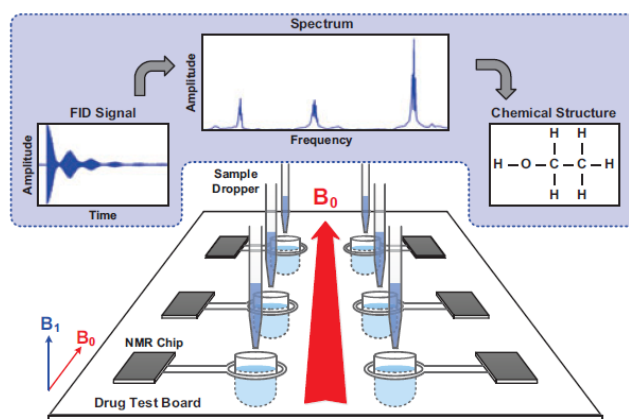 Spectrum
Amplitude
Frequency
FID Signal
Amplitude
Time
Chemical Structure
H H
H O C C H
H H
Sample
Dropper
B0
B1
B0
NMR Chip
Drug Test Board